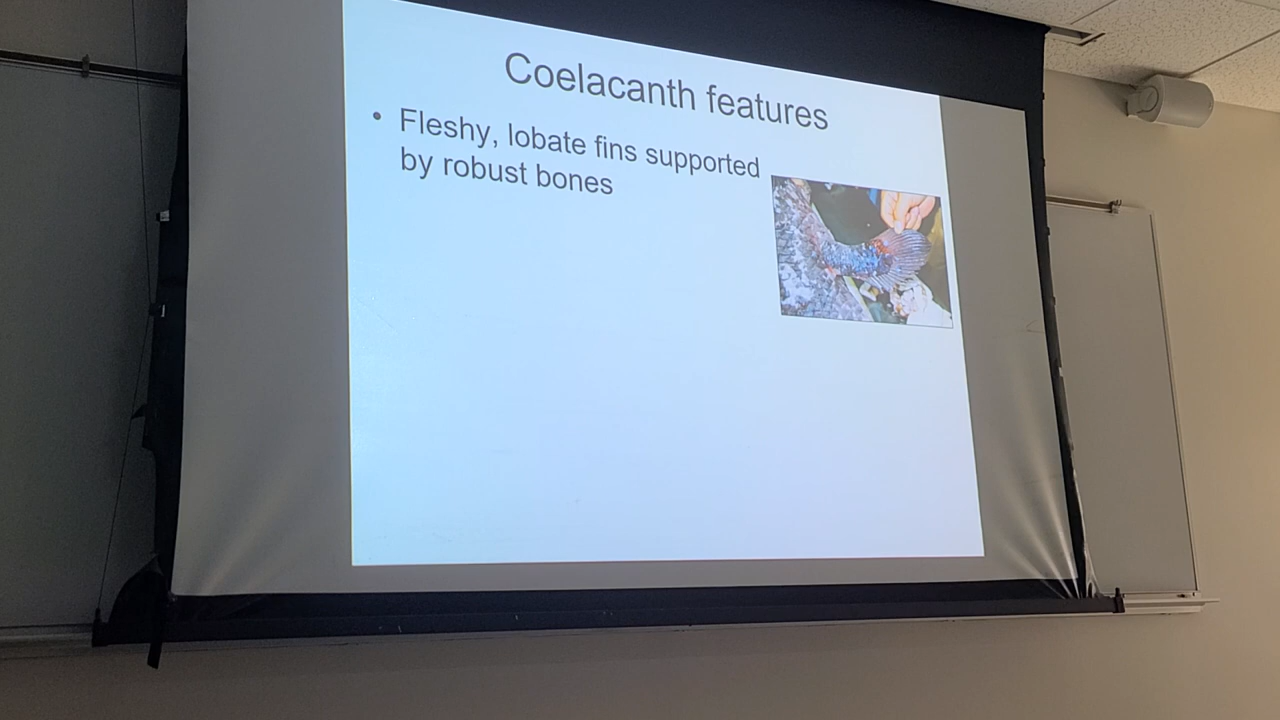 Coelacanth features
• Fleshy, lobate fins supported
by robust bones